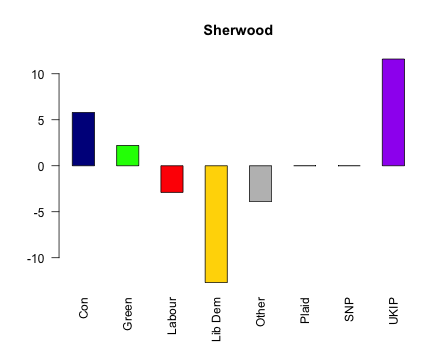 Sherwood
10
5
0
-5
-10
Con
Green
Labour
Lib Dem
Other
Plaid
SNP
UKIP